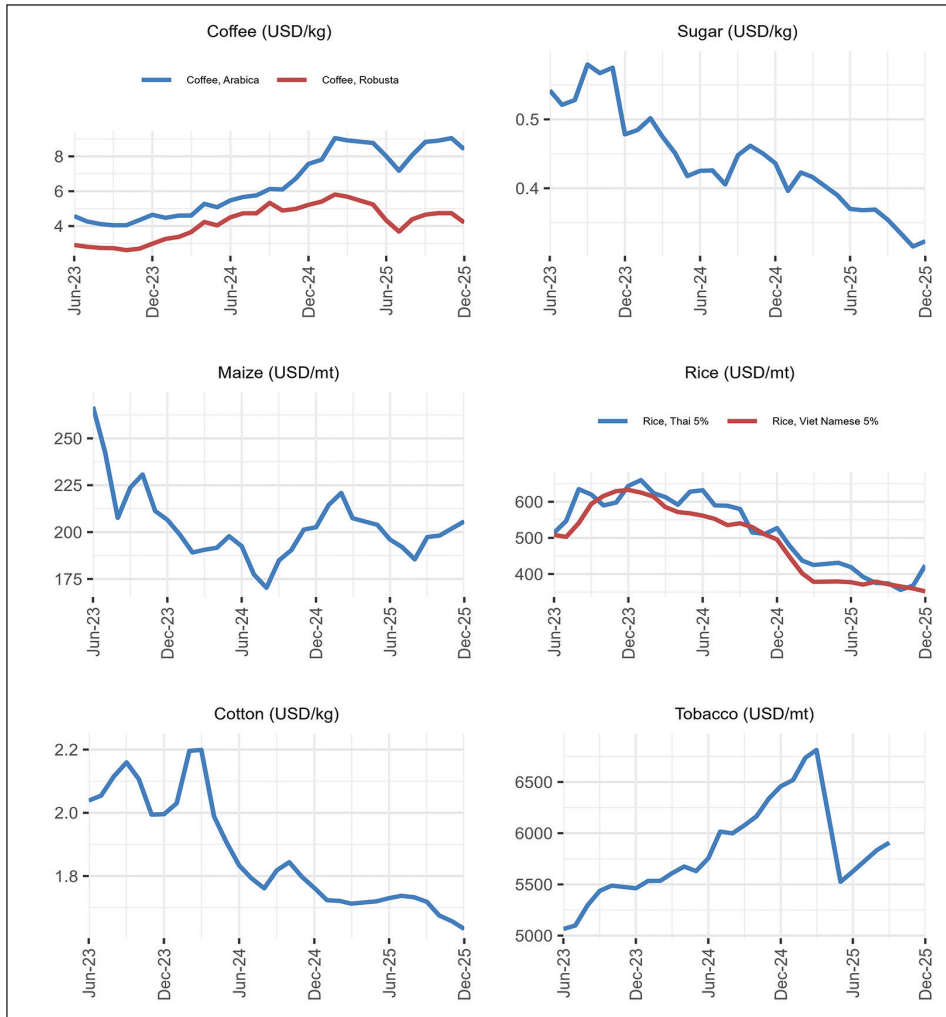 Coffee (USD/kg)
Coffee, Arabica Coffee, Robusta
8
6
4
Jun-23 Dec-23 Jun-24 Dec-24 Jun-25 Dec-25
Sugar (USD/kg)
0.5
0.4
Jun-23 Dec-23 Jun-24 Dec-24 Jun-25 Dec-25
Maize (USD/mt)
250
225
200
175
Jun-23 Dec-23 Jun-24 Dec-24 Jun-25 Dec-25
Rice (USD/mt)
Rice, Thai 5% Rice, Viet Namese 5%
600
500
400
Jun-23 Dec-23 Jun-24 Dec-24 Jun-25 Dec-25
Cotton (USD/kg)
2.2
2.0
1.8
Jun-23 Dec-23 Jun-24 Dec-24 Jun-25 Dec-25
Tobacco (USD/mt)
6500
6000
5500
5000
Jun-23 Dec-23 Jun-24 Dec-24 Jun-25 Dec-25